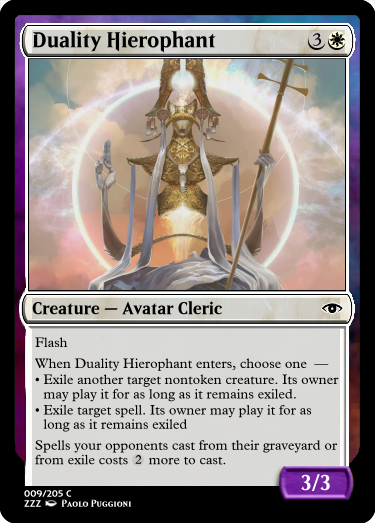 Duality Hierophant 3
Creature — Avatar Cleric
Flash
When Duality Hierophant enters, choose one —
• Exile another target nontoken creature. Its owner
may play it for as long as it remains exiled.
• Exile target spell. Its owner may play it for as
long as it remains exiled
Spells your opponents cast from their graveyard or
from exile costs 2 more to cast.
3/3
009/205 C
ZZZ Paolo Puggioni